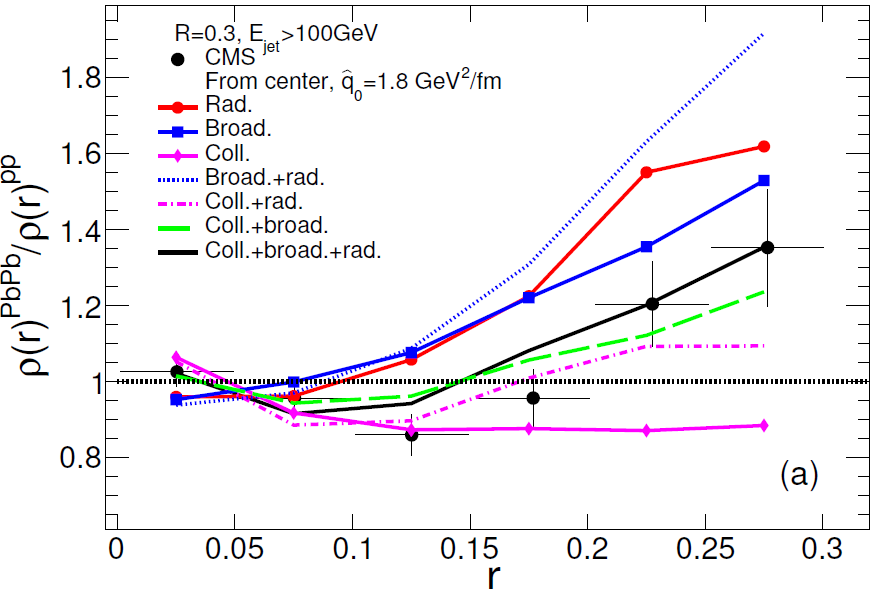 R=0.3, E_jet>100GeV
CMS
From center, q̂_0=1.8 GeV^2/fm
Rad.
Broad.
Coll.
Broad.+rad.
Coll.+rad.
Coll.+broad.
Coll.+broad.+rad.
ρ(r)^PbPb/ρ(r)^pp
1.8
1.6
1.4
1.2
1
0.8
(a)
0 0.05 0.1 0.15 0.2 0.25 0.3
r